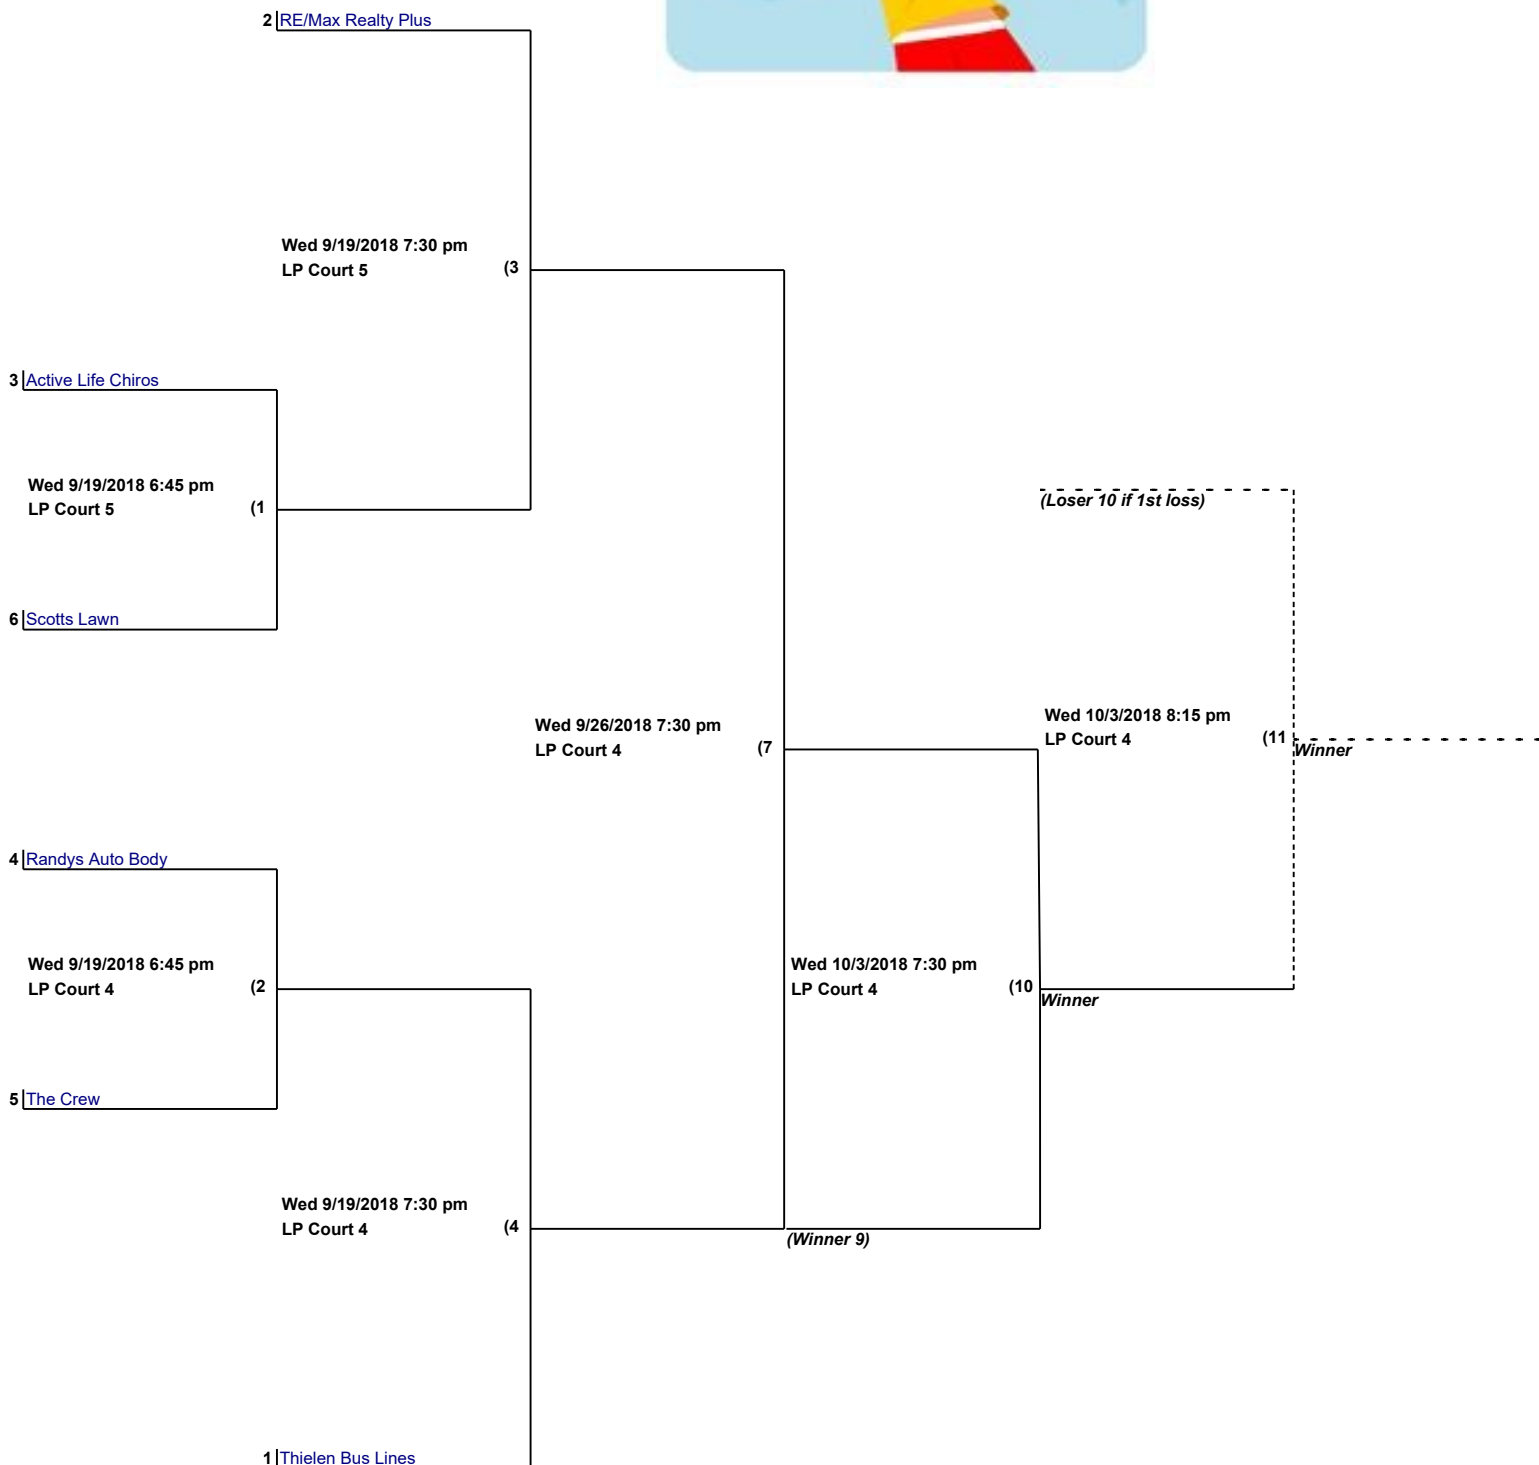 2 RE/Max Realty Plus
Wed 9/19/2018 7:30 pm
LP Court 5 (3
3 Active Life Chiros
Wed 9/19/2018 6:45 pm
LP Court 5 (1
(Loser 10 if 1st loss)
6 Scotts Lawn
Wed 9/26/2018 7:30 pm
LP Court 4 (7
Wed 10/3/2018 8:15 pm
LP Court 4 (11
Winner
4 Randys Auto Body
Wed 9/19/2018 6:45 pm
LP Court 4 (2
Wed 10/3/2018 7:30 pm
LP Court 4 (10
Winner
5 The Crew
Wed 9/19/2018 7:30 pm
LP Court 4 (4
(Winner 9)
1 Thielen Bus Lines